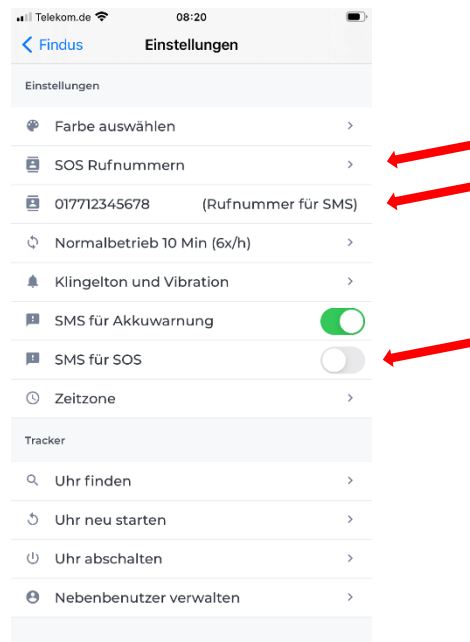 Telekom.de 08:20
Findus Einstellungen
Einstellungen
Farbe auswählen
SOS Rufnummern
017712345678 (Rufnummer für SMS)
Normalbetrieb 10 Min (6x/h)
Klingelton und Vibration
SMS für Akkuwarnung
SMS für SOS
Zeitzone
Tracker
Uhr finden
Uhr neu starten
Uhr abschalten
Nebenbenutzer verwalten